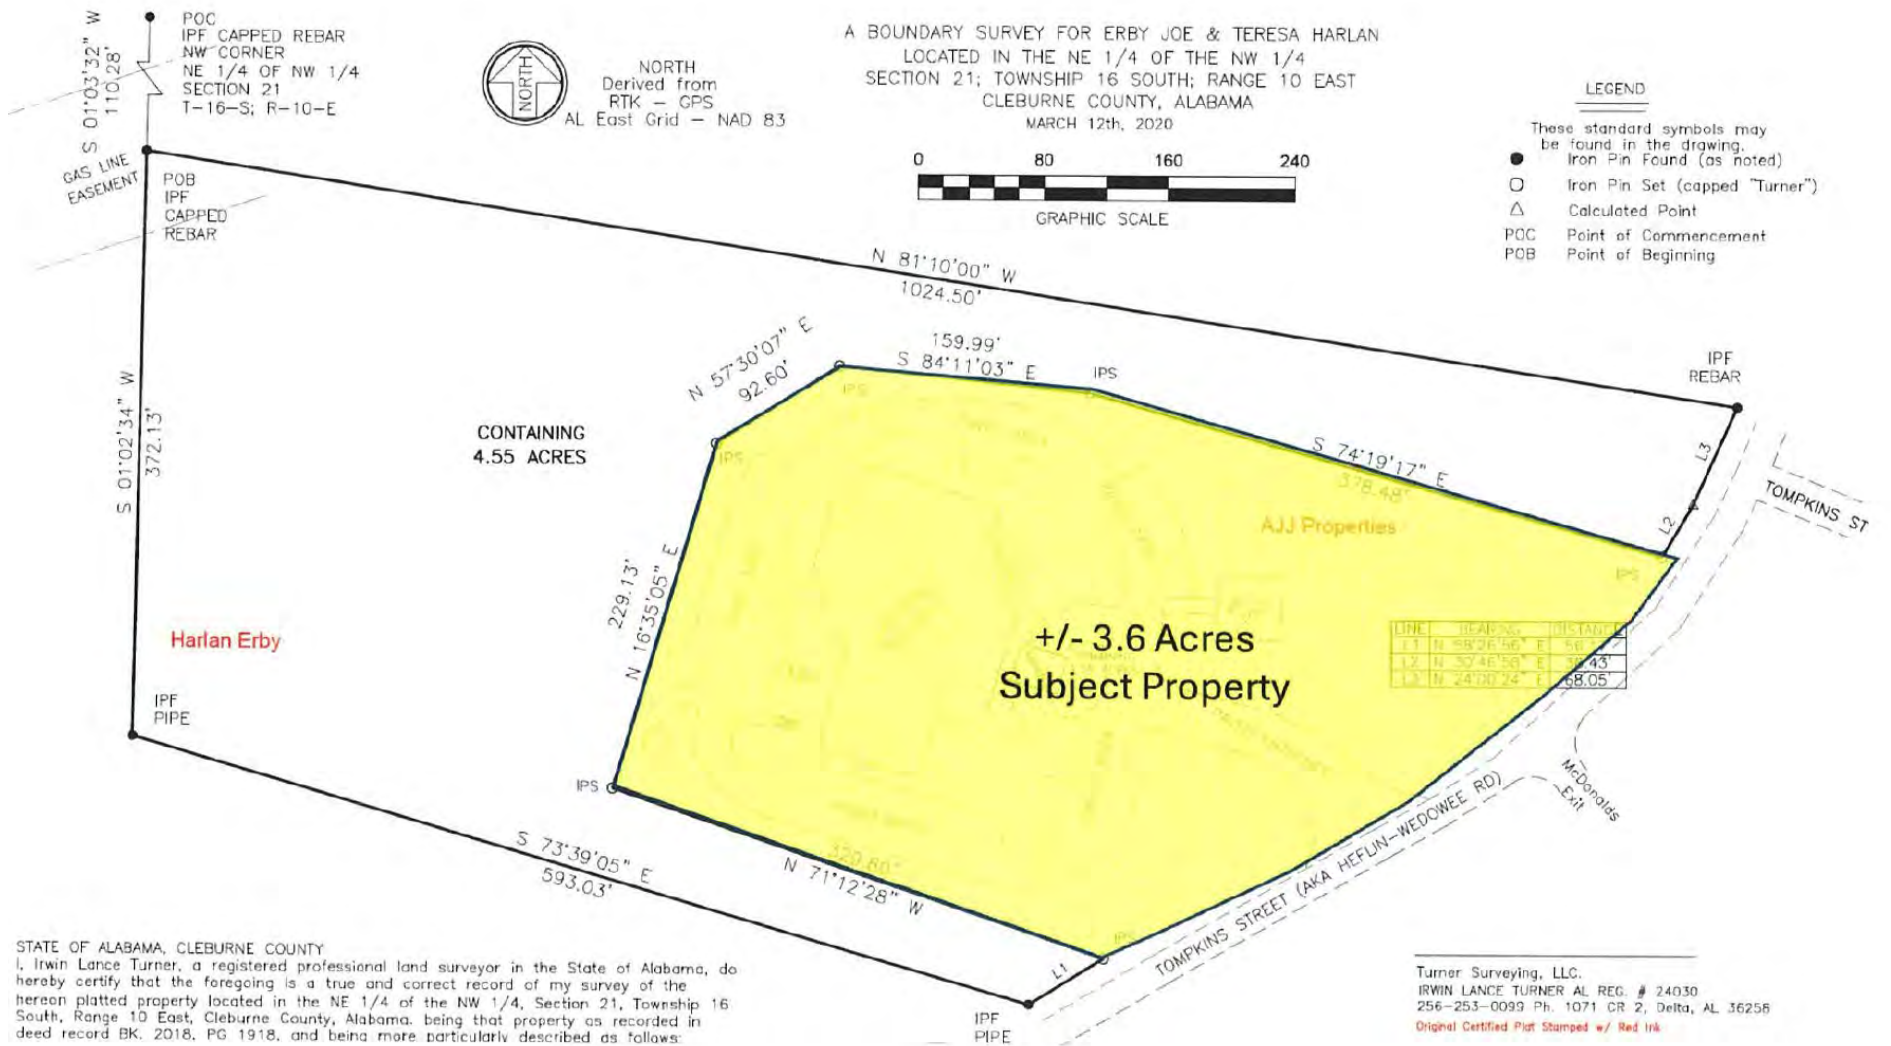 S 01°03'32" W
110.28'
POC
IPF CAPPED REBAR
NW CORNER
NE 1/4 OF NW 1/4
SECTION 21
T-16-S; R-10-E
NORTH
NORTH
Derived from
RTK - GPS
AL East Grid - NAD 83
A BOUNDARY SURVEY FOR ERBY JOE & TERESA HARLAN
LOCATED IN THE NE 1/4 OF THE NW 1/4
SECTION 21; TOWNSHIP 16 SOUTH; RANGE 10 EAST
CLEBURNE COUNTY, ALABAMA
MARCH 12th, 2020
0 80 160 240
GRAPHIC SCALE
LEGEND
These standard symbols may
be found in the drawing.
Iron Pin Found (as noted)
Iron Pin Set (capped "Turner")
Calculated Point
POC Point of Commencement
POB Point of Beginning
GAS LINE
EASEMENT
POB
IPF
CAPPED
REBAR
N 81°10'00" W
1024.50'
159.99'
S 84°11'03" E
IPS
N 57°30'07" E
92.60'
IPS
IPF
REBAR
S 01°02'34" W
372.13'
CONTAINING
4.55 ACRES
IPS
S 74°19'17" E
378.48'
L3
TOMPKINS ST
L2
AJJ Properties
IPS
229.13'
N 16°35'05" E
Harlan Erby
+/- 3.6 Acres
Subject Property
LINE BEARING DISTANCE
L1 N 58°26'56" E
L2 N 30°46'58" E 43'
L3 N 24°00'24" E 68.05'
IPF
PIPE
IPS
McDonalds
Exit
320.80'
N 71°12'28" W
S 73°39'05" E
593.03'
TOMPKINS STREET (AKA HEFLIN-WEDOWEE RD)
IPS
L1
IPF
PIPE
STATE OF ALABAMA, CLEBURNE COUNTY
I, Irwin Lance Turner, a registered professional land surveyor in the State of Alabama, do
hereby certify that the foregoing is a true and correct record of my survey of the
hereon platted property located in the NE 1/4 of the NW 1/4, Section 21, Township 16
South, Range 10 East, Cleburne County, Alabama. being that property as recorded in
deed record BK. 2018, PG 1918, and being more particularly described as follows:
Turner Surveying, LLC.
IRWIN LANCE TURNER AL REG. # 24030
256-253-0099 Ph. 1071 CR 2, Delta, AL 36258
Original Certified Plat Stamped w/ Red Ink